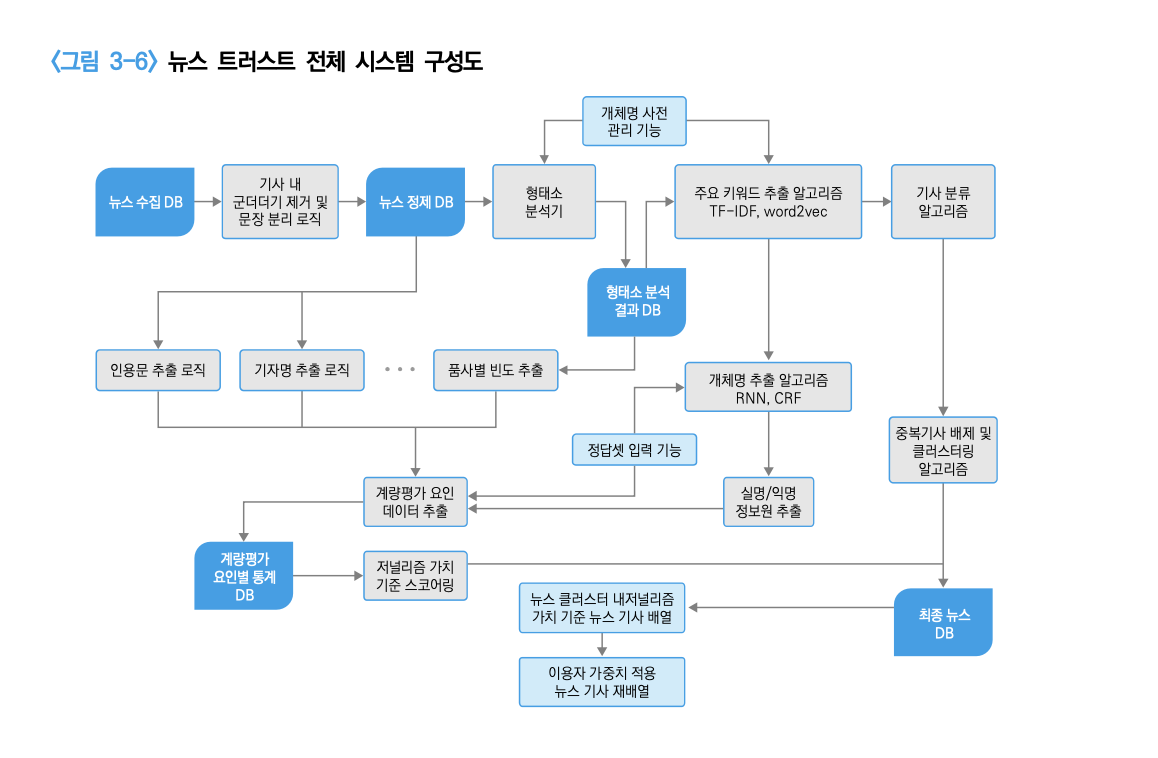 <그림 3-6> 뉴스 트러스트 전체 시스템 구성도
개체명 사전
관리 기능
뉴스 수집 DB
기사 내
군더더기 제거 및
문장 분리 로직
뉴스 정제 DB
형태소
분석기
주요 키워드 추출 알고리즘
TF-IDF, word2vec
기사 분류
알고리즘
형태소 분석
결과 DB
인용문 추출 로직
기자명 추출 로직
• • •
품사별 빈도 추출
개체명 추출 알고리즘
RNN, CRF
정답셋 입력 기능
중복기사 배제 및
클러스터링
알고리즘
계량평가 요인
데이터 추출
실명/익명
정보원 추출
계량평가
요인별 통계
DB
저널리즘 가치
기준 스코어링
뉴스 클러스터 내저널리즘
가치 기준 뉴스 기사 배열
최종 뉴스
DB
이용자 가중치 적용
뉴스 기사 재배열